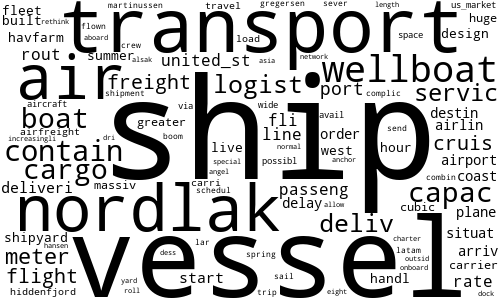 fleet martinussen travel gregersen sever length us_market
built rethink flown transport load space huge
havfarm aboard crew network design
rout summer alsak united_st asia wellboat
air freight logist port complic servic
aircraft shipment via wide avail destin
boat ship fli order send airlin
airfreight greater line west hour cruis
increasingli dri boom live normal anchor airport
contain special possibl combin coast
cargo angel
deliveri massiv carri passeng capac
nordlak schedul delay allow cubic plane
shipyard deliv situat
meter hansen vessel lar charter outsid arriv
dess spring latam carrier
flight start sail handl onboard rate
hiddenfjord yard roll trip eight dock